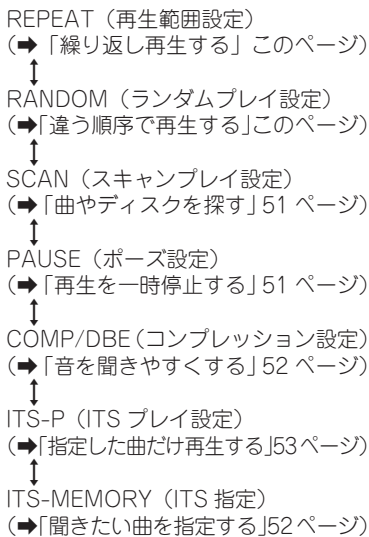 REPEAT（再生範囲設定）
(➡「繰り返し再生する」このページ)
↕
RANDOM（ランダムプレイ設定）
(➡「違う順序で再生する」このページ)
↕
SCAN（スキャンプレイ設定）
(➡「曲やディスクを探す」51 ページ)
↕
PAUSE（ポーズ設定）
(➡「再生を一時停止する」51 ページ)
↕
COMP/DBE（コンプレッション設定）
(➡「音を聞きやすくする」52 ページ)
↕
ITS-P（ITS プレイ設定）
(➡「指定した曲だけ再生する」53 ページ)
↕
ITS-MEMORY（ITS 指定）
(➡「聞きたい曲を指定する」52 ページ)